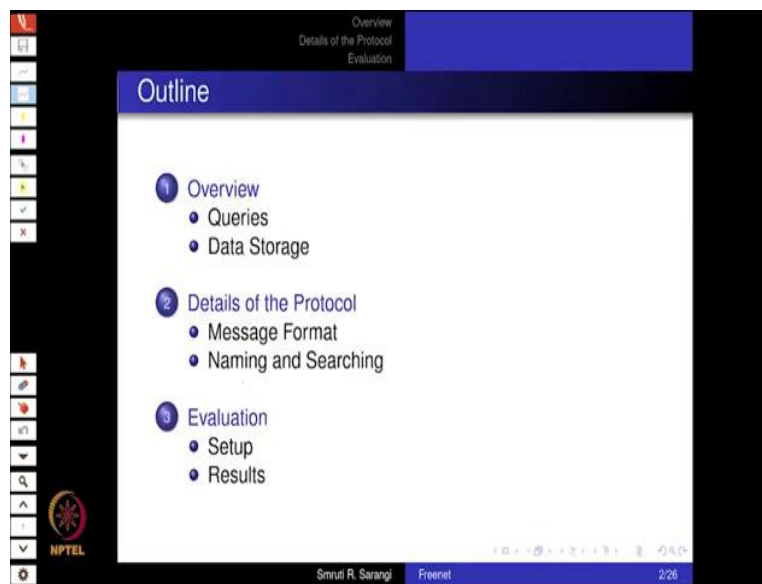 Overview
Details of the Protocol
Evaluation
Outline
1 Overview
Queries
Data Storage
2 Details of the Protocol
Message Format
Naming and Searching
3 Evaluation
Setup
Results
NPTEL
Smruti R. Sarangi Freenet 2/26